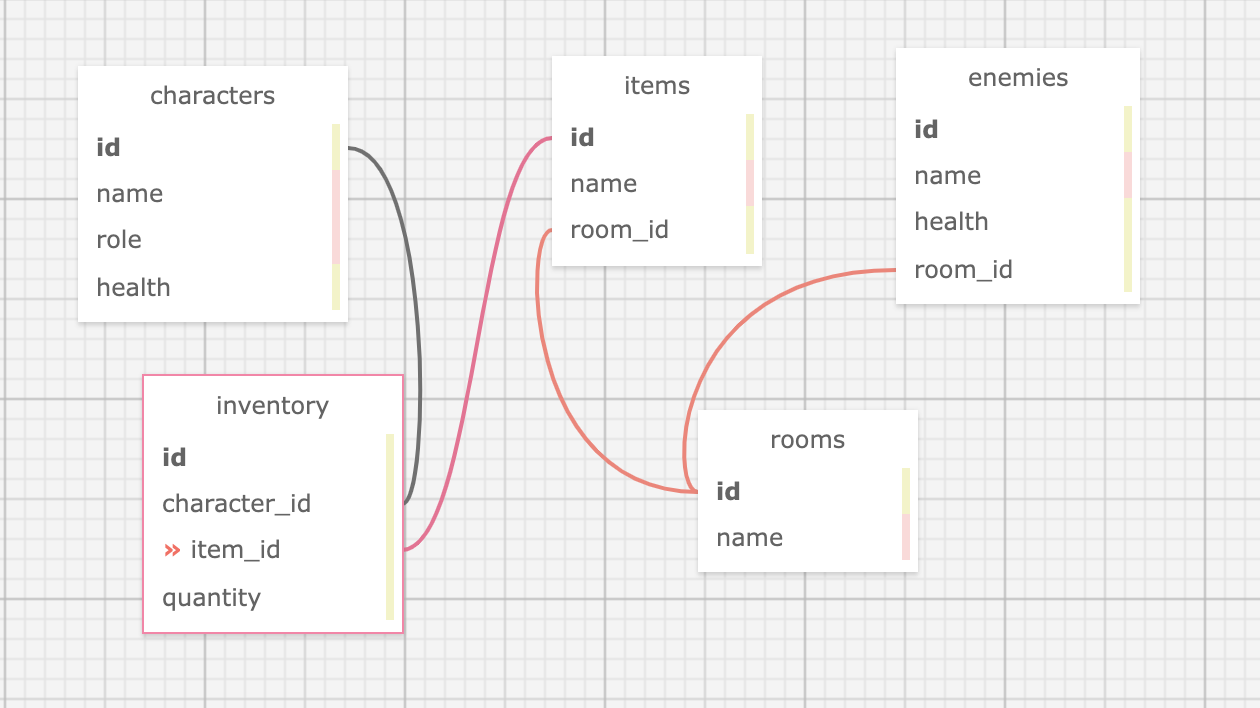 characters
id
name
role
health
items
id
name
room_id
enemies
id
name
health
room_id
inventory
id
character_id
» item_id
quantity
rooms
id
name